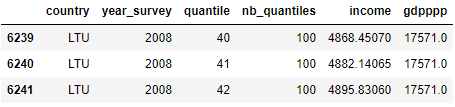 country year_survey quantile nb_quantiles income gdpppp
6239 LTU 2008 40 100 4868.45070 17571.0
6240 LTU 2008 41 100 4882.14065 17571.0
6241 LTU 2008 42 100 4895.83060 17571.0